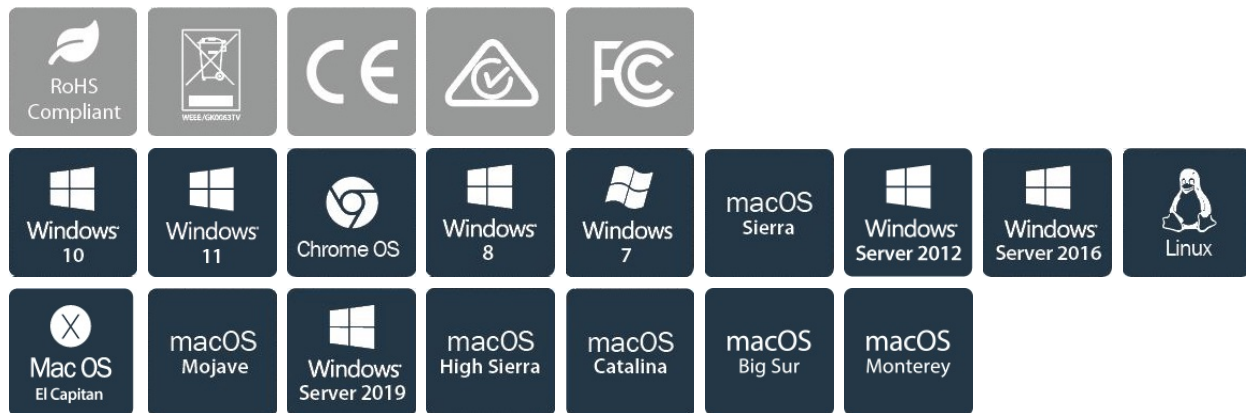 RoHS
Compliant
WEEE/GK0083TV
CE
FC
Windows
10
Windows
11
Chrome OS
Windows
8
Windows
7
macOS
Sierra
Windows
Server 2012
Windows
Server 2016
Linux
X
Mac OS
El Capitan
macOS
Mojave
Windows
Server 2019
macOS
High Sierra
macOS
Catalina
macOS
Big Sur
macOS
Monterey